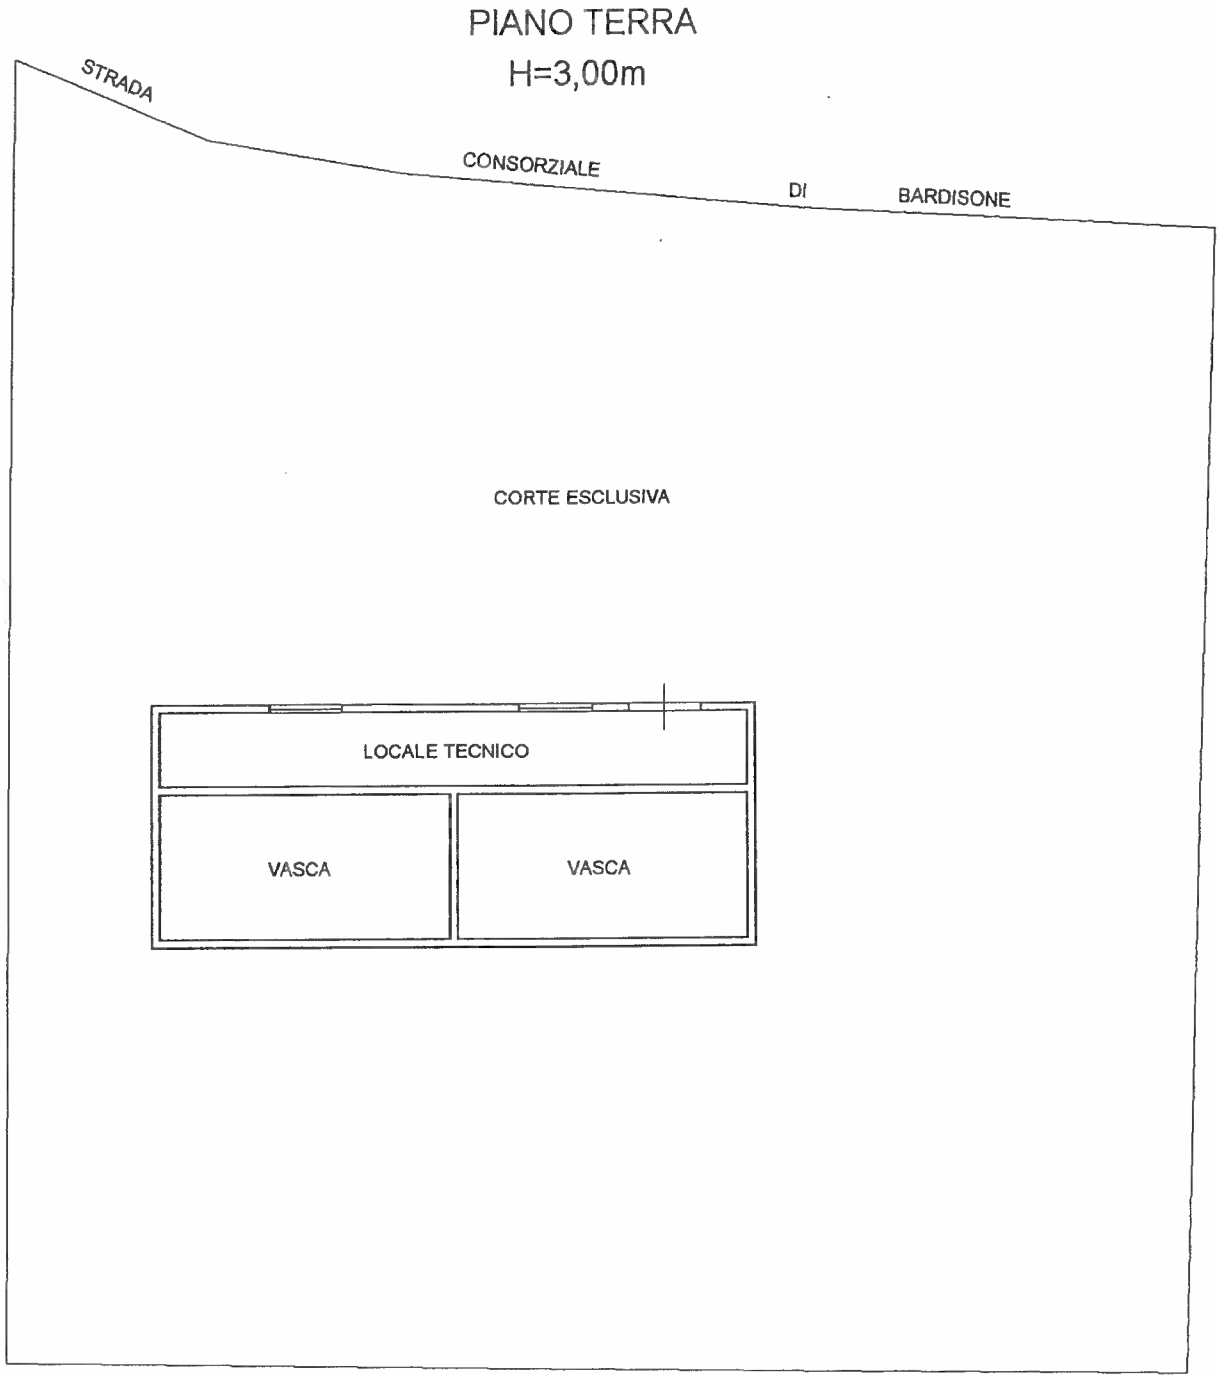 PIANO TERRA
H=3,00m
STRADA CONSORZIALE DI BARDISONE
CORTE ESCLUSIVA
LOCALE TECNICO
VASCA VASCA